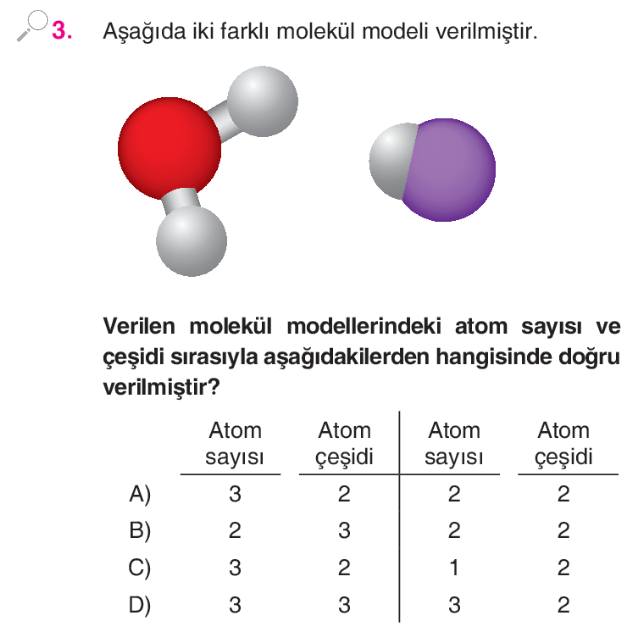 3. Aşağıda iki farklı molekül modeli verilmiştir.
Verilen molekül modellerindeki atom sayısı ve
çeşidi sırasıyla aşağıdakilerden hangisinde doğru
verilmiştir?
Atom sayısı Atom çeşidi Atom sayısı Atom çeşidi
A) 3 2 2 2
B) 2 3 2 2
C) 3 2 1 2
D) 3 3 3 2